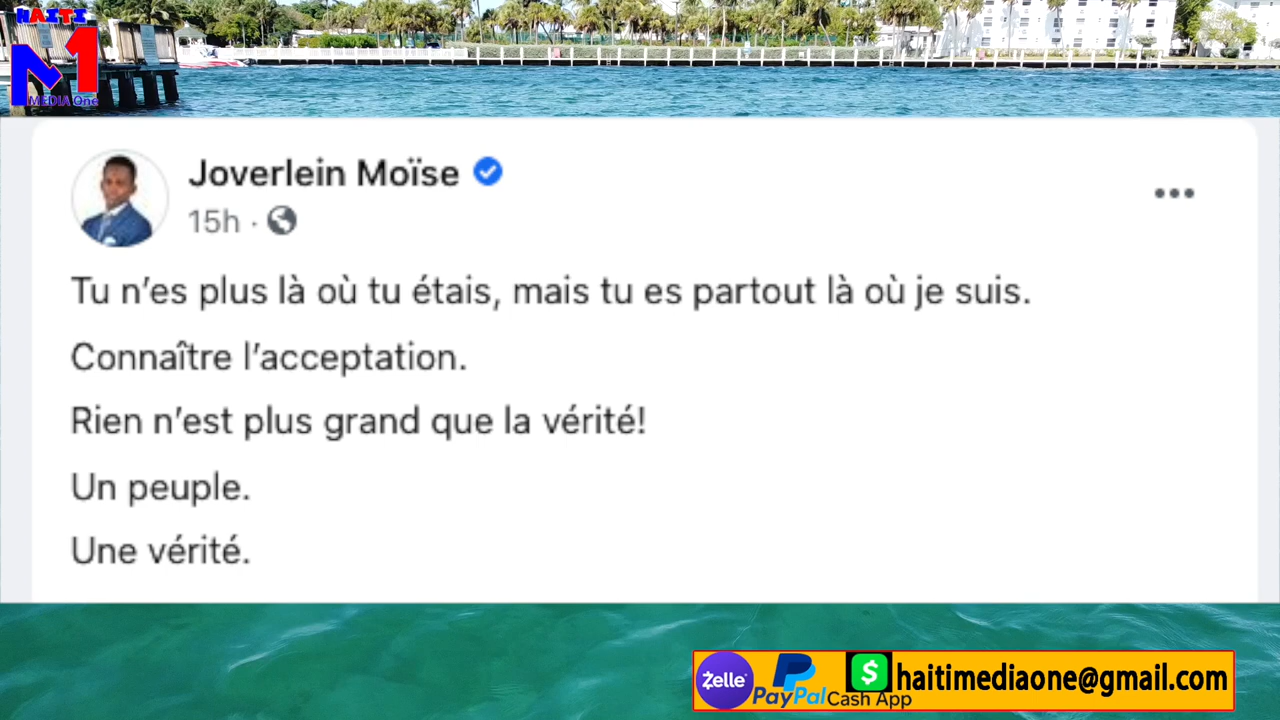 HAITI
M1
MEDIA One
Joverlein Moïse
15h ·
Tu n’es plus là où tu étais, mais tu es partout là où je suis.
Connaître l’acceptation.
Rien n’est plus grand que la vérité!
Un peuple.
Une vérité.
Zelle
PayPal
$
Cash App
haitimediaone@gmail.com